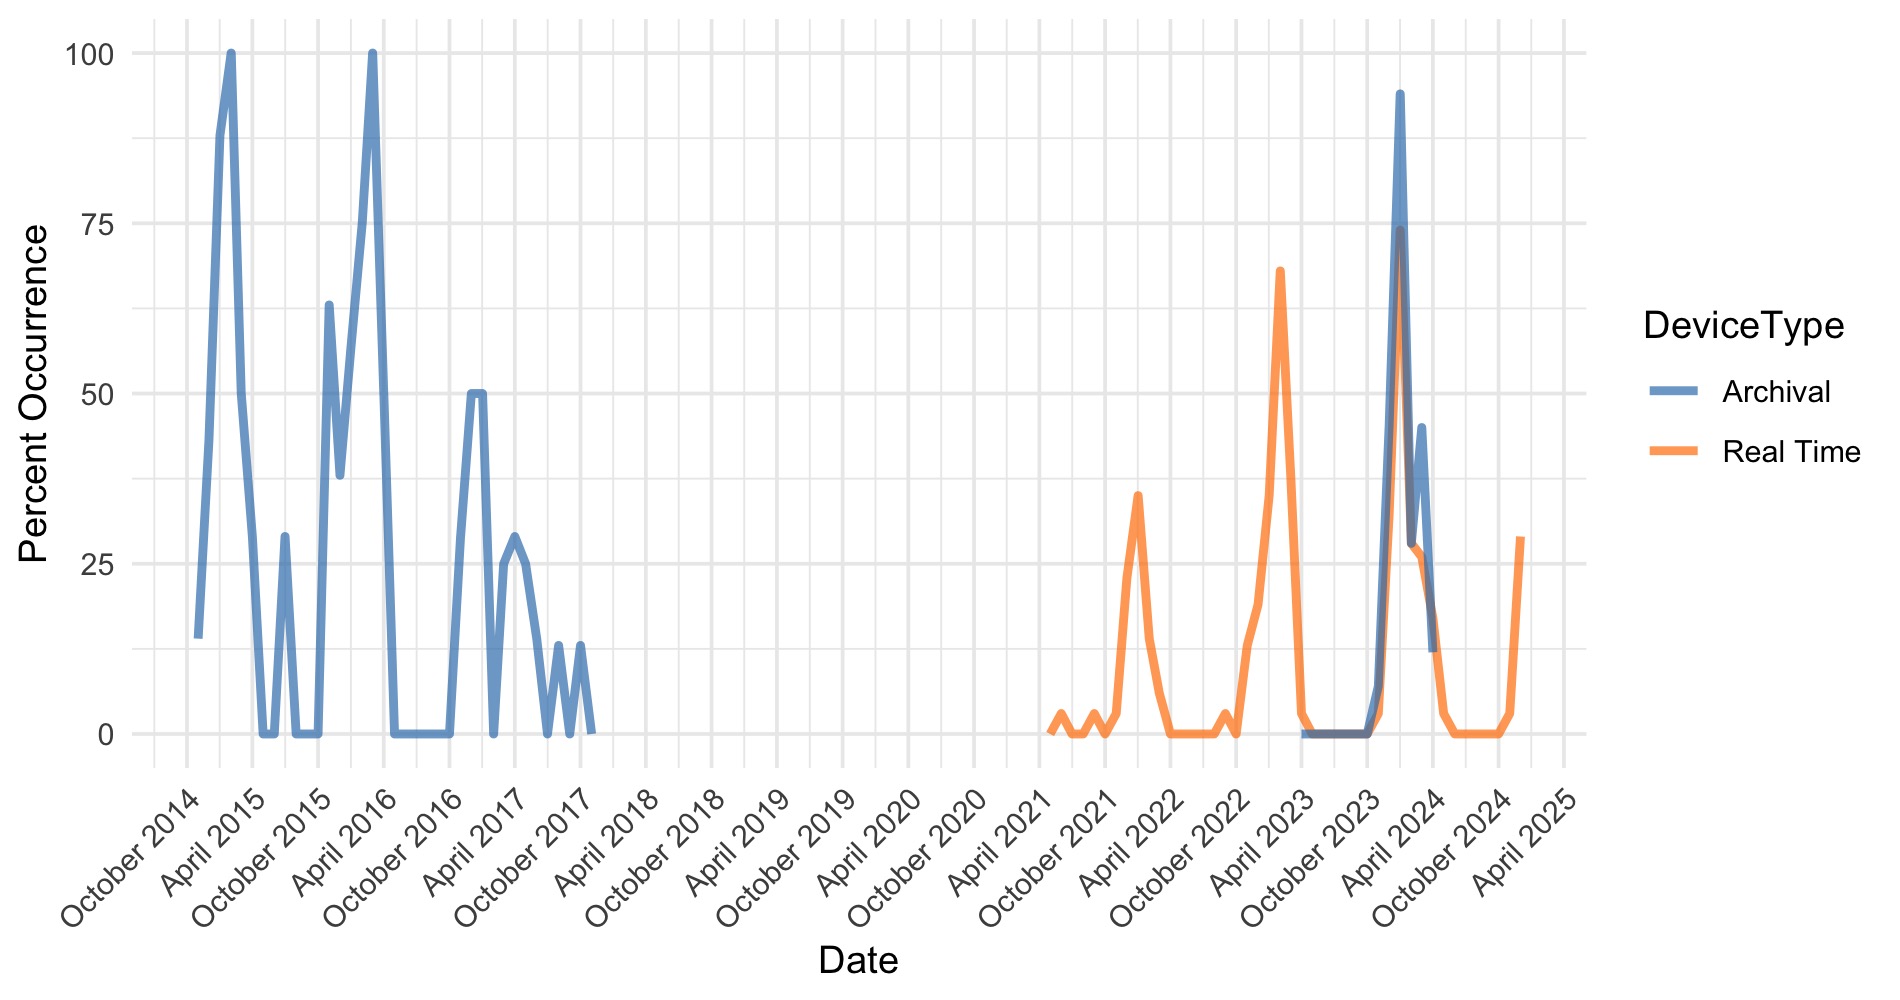 100
75
50
25
0
Percent Occurrence
October 2014
April 2015
October 2015
April 2016
October 2016
April 2017
October 2017
April 2018
October 2018
April 2019
October 2019
April 2020
October 2020
April 2021
October 2021
April 2022
October 2022
April 2023
October 2023
April 2024
October 2024
April 2025
Date
DeviceType
Archival
Real Time